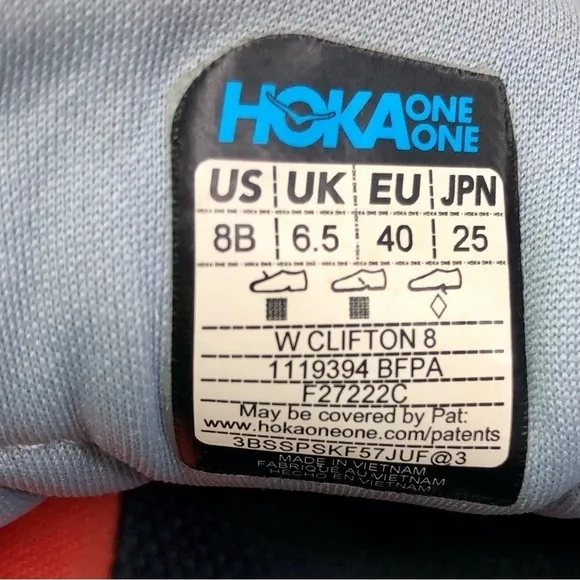 HOKA ONE ONE
US UK EU JPN
8B 6.5 40 25
W CLIFTON 8
1119394 BFPA
F27222C
May be covered by Pat:
www.hokaoneone.com/patents
3BSSPSKF57JUF@3
MADE IN VIETNAM
FABRIQUE AU VIETNAM
HECHO EN VIETNAM